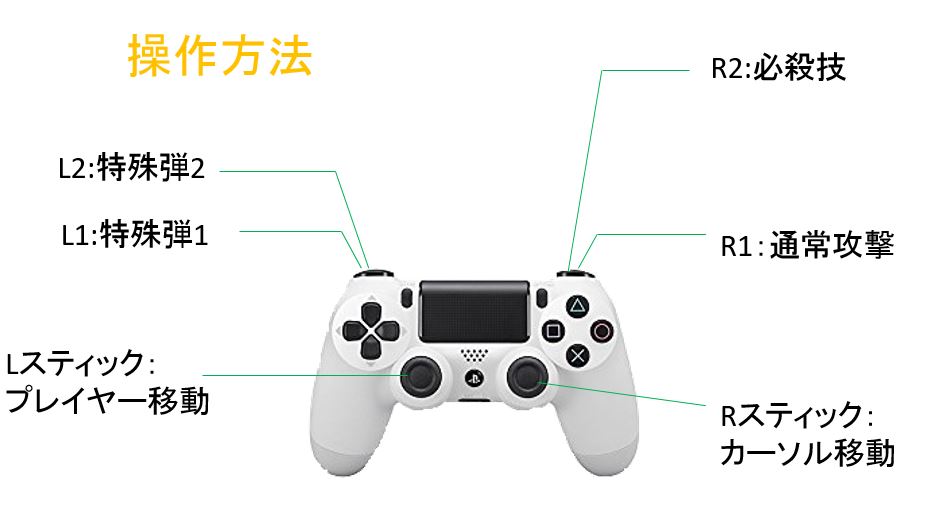 操作方法
R2:必殺技
L2:特殊弾2
L1:特殊弾1
R1：通常攻撃
Lスティック：
プレイヤー移動
Rスティック：
カーソル移動